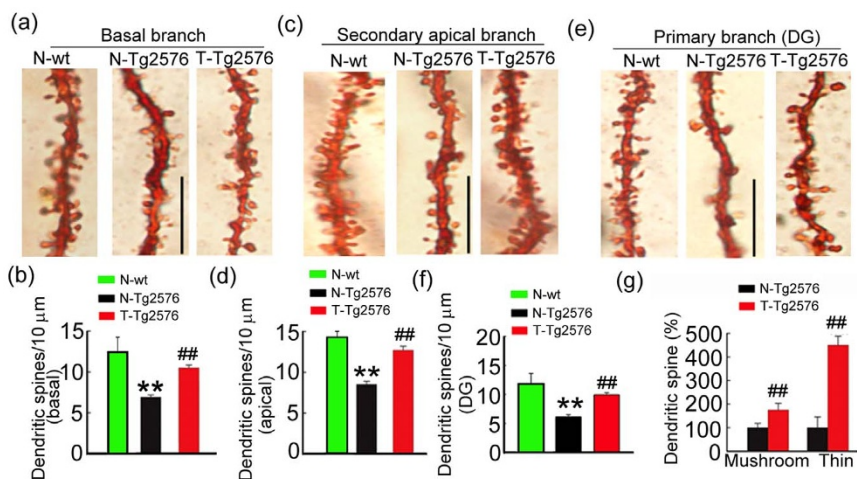 (a)
Basal branch
N-wt N-Tg2576 T-Tg2576
(c)
Secondary apical branch
N-wt N-Tg2576 T-Tg2576
(e)
Primary branch (DG)
N-wt N-Tg2576 T-Tg2576
(b)
N-wt
N-Tg2576
T-Tg2576
Dendritic spines/10 μm
(basal)
15
10
5
0
**
##
(d)
N-wt
N-Tg2576
T-Tg2576
Dendritic spines/10 μm
(apical)
15
10
5
0
**
##
(f)
N-wt
N-Tg2576
T-Tg2576
Dendritic spines/10 μm
(DG)
20
15
10
5
0
**
##
(g)
N-Tg2576
T-Tg2576
Dendritic spine (%)
500
400
300
200
100
0
##
##
Mushroom Thin